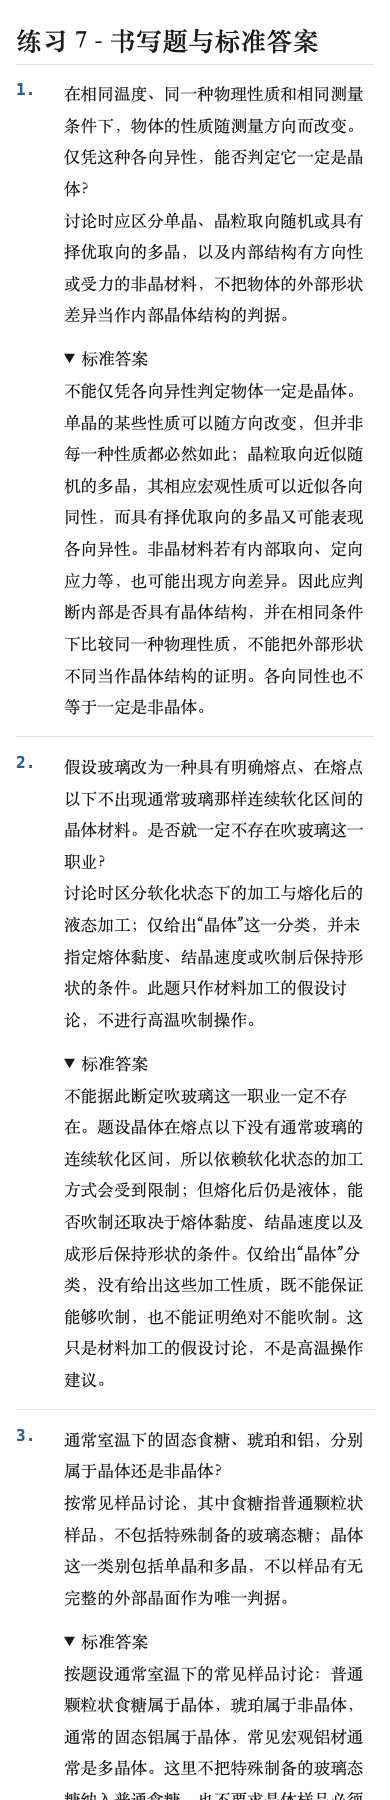 练习 7 - 书写题与标准答案
1.
在相同温度、同一种物理性质和相同测量
条件下，物体的性质随测量方向而改变。
仅凭这种各向异性，能否判定它一定是晶
体?
讨论时应区分单晶、晶粒取向随机或具有
择优取向的多晶，以及内部结构有方向性
或受力的非晶材料，不把物体的外部形状
差异当作内部晶体结构的判据。
▼ 标准答案
不能仅凭各向异性判定物体一定是晶体。
单晶的某些性质可以随方向改变，但并非
每一种性质都必然如此；晶粒取向近似随
机的多晶，其相应宏观性质可以近似各向
同性，而具有择优取向的多晶又可能表现
各向异性。非晶材料若有内部取向、定向
应力等，也可能出现方向差异。因此应判
断内部是否具有晶体结构，并在相同条件
下比较同一种物理性质，不能把外部形状
不同当作晶体结构的证明。各向同性也不
等于一定是非晶体。
2.
假设玻璃改为一种具有明确熔点、在熔点
以下不出现通常玻璃那样连续软化区间的
晶体材料。是否就一定不存在吹玻璃这一
职业?
讨论时区分软化状态下的加工与熔化后的
液态加工；仅给出“晶体”这一分类，并未
指定熔体黏度、结晶速度或吹制后保持形
状的条件。此题只作材料加工的假设讨
论，不进行高温吹制操作。
▼ 标准答案
不能据此断定吹玻璃这一职业一定不存
在。题设晶体在熔点以下没有通常玻璃的
连续软化区间，所以依赖软化状态的加工
方式会受到限制；但熔化后仍是液体，能
否吹制还取决于熔体黏度、结晶速度以及
成形后保持形状的条件。仅给出“晶体”分
类，没有给出这些加工性质，既不能保证
能够吹制，也不能证明绝对不能吹制。这
只是材料加工的假设讨论，不是高温操作
建议。
3.
通常室温下的固态食糖、琥珀和铝，分别
属于晶体还是非晶体?
按常见样品讨论，其中食糖指普通颗粒状
样品，不包括特殊制备的玻璃态糖；晶体
这一类别包括单晶和多晶，不以样品有无
完整的外部晶面作为唯一判据。
▼ 标准答案
按题设通常室温下的常见样品讨论：普通
颗粒状食糖属于晶体，琥珀属于非晶体，
通常的固态铝属于晶体，常见宏观铝材通
常是多晶体。这里不把特殊制备的玻璃态
糖纳入普通食糖，也不要求晶体样品必须